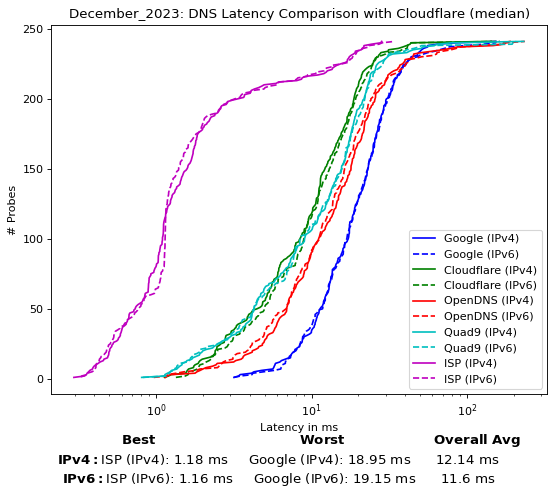 December_2023: DNS Latency Comparison with Cloudflare (median)
250
200
150
100
50
0
# Probes
Google (IPv4)
Google (IPv6)
Cloudflare (IPv4)
Cloudflare (IPv6)
OpenDNS (IPv4)
OpenDNS (IPv6)
Quad9 (IPv4)
Quad9 (IPv6)
ISP (IPv4)
ISP (IPv6)
10⁰ 10¹ 10²
Latency in ms
Best Worst Overall Avg
IPv4: ISP (IPv4): 1.18 ms Google (IPv4): 18.95 ms 12.14 ms
IPv6: ISP (IPv6): 1.16 ms Google (IPv6): 19.15 ms 11.6 ms